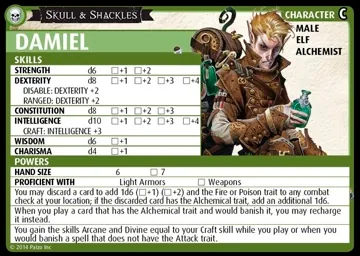 SKULL & SHACKLES
CHARACTER C
DAMIEL
MALE
ELF
ALCHEMIST
SKILLS
STRENGTH d6 □+1 □+2
DEXTERITY d8 □+1 □+2 □+3 □+4
DISABLE: DEXTERITY +2
RANGED: DEXTERITY +2
CONSTITUTION d8 □+1 □+2 □+3
INTELLIGENCE d10 □+1 □+2 □+3 □+4
CRAFT: INTELLIGENCE +3
WISDOM d6 □+1 □+2
CHARISMA d4 □+1
POWERS
HAND SIZE 6 □ 7
PROFICIENT WITH Light Armors □ Weapons
You may discard a card to add 1d6 (□+1) (□+2) and the Fire or Poison trait to any combat
check at your location; if the discarded card has the Alchemical trait, add an additional 1d6.
When you play a card that has the Alchemical trait and would banish it, you may recharge
it instead.
You gain the skills Arcane and Divine equal to your Craft skill while you play or when you
would banish a spell that does not have the Attack trait.
© 2014 Paizo Inc